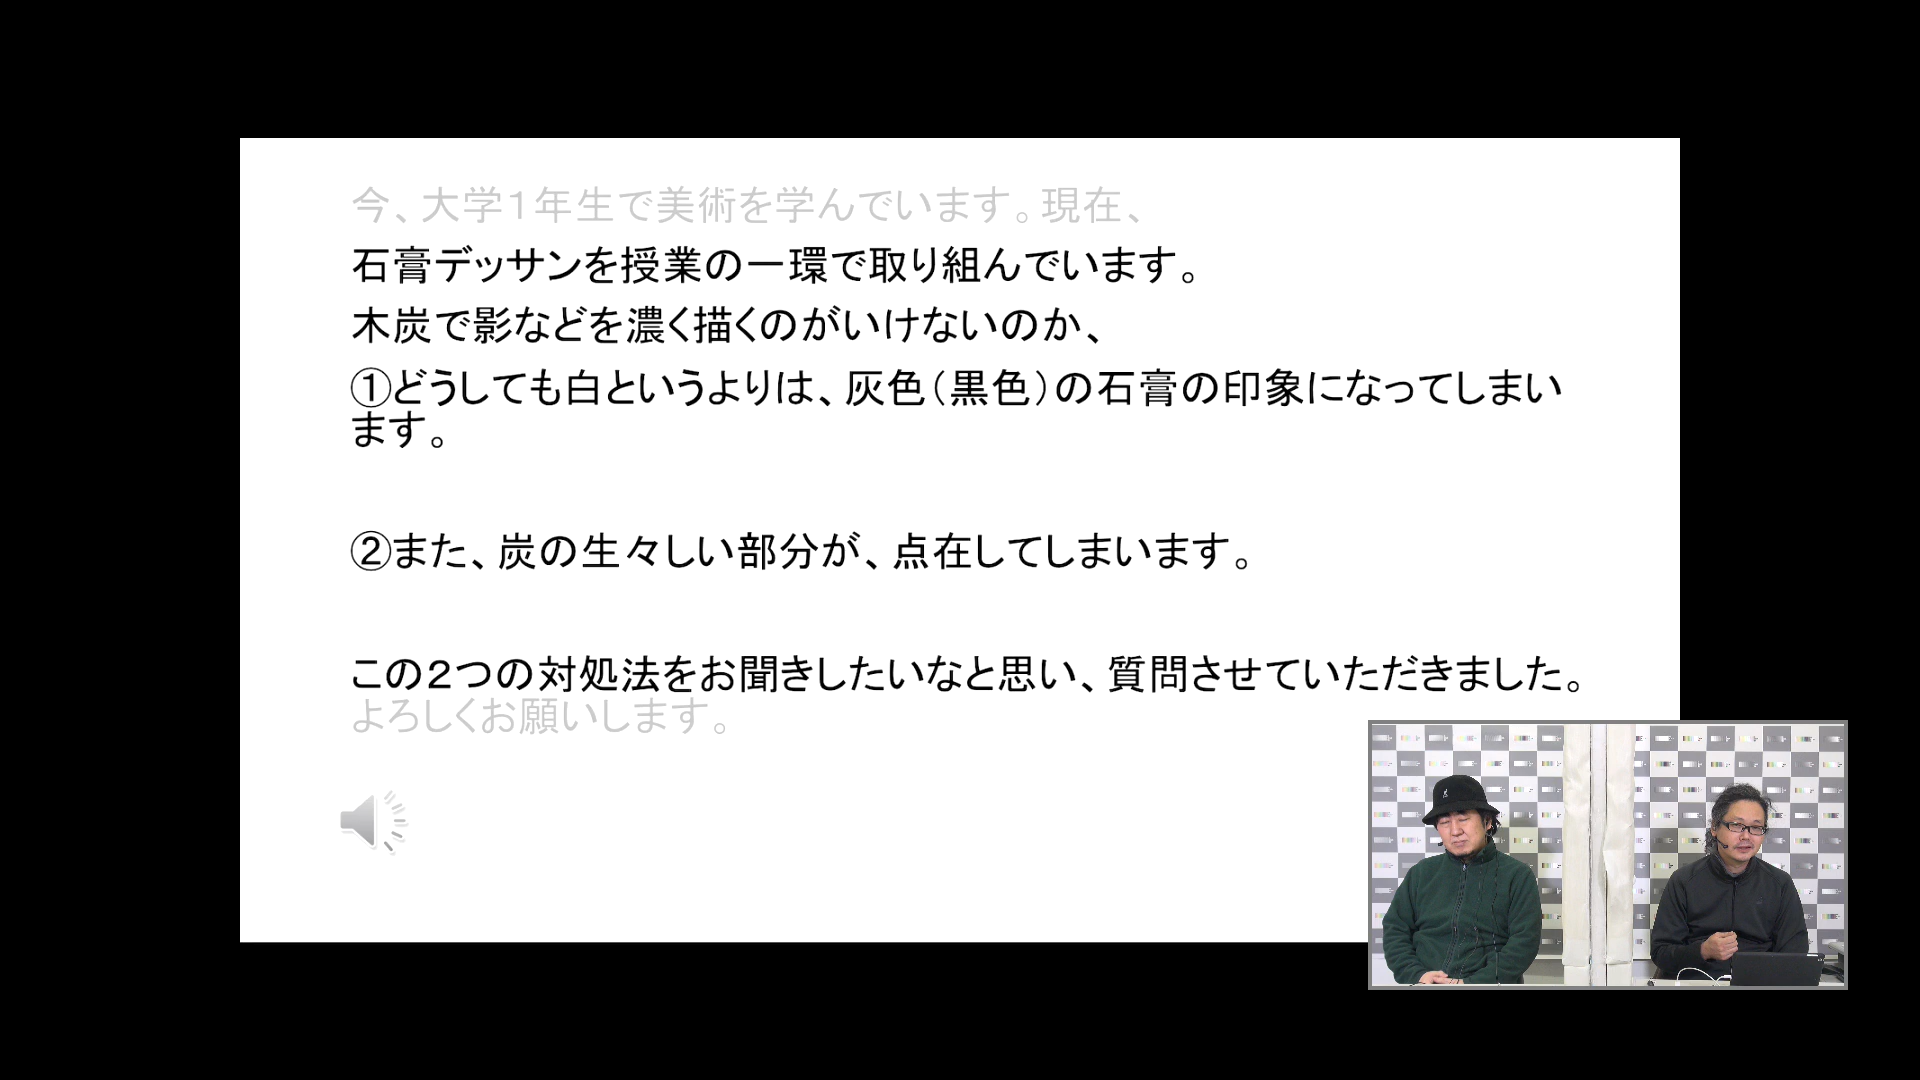 今、大学１年生で美術を学んでいます。現在、
石膏デッサンを授業の一環で取り組んでいます。
木炭で影などを濃く描くのがいけないのか、
①どうしても白というよりは、灰色（黒色）の石膏の印象になってしまい
ます。
②また、炭の生々しい部分が、点在してしまいます。
この２つの対処法をお聞きしたいなと思い、質問させていただきました。
よろしくお願いします。